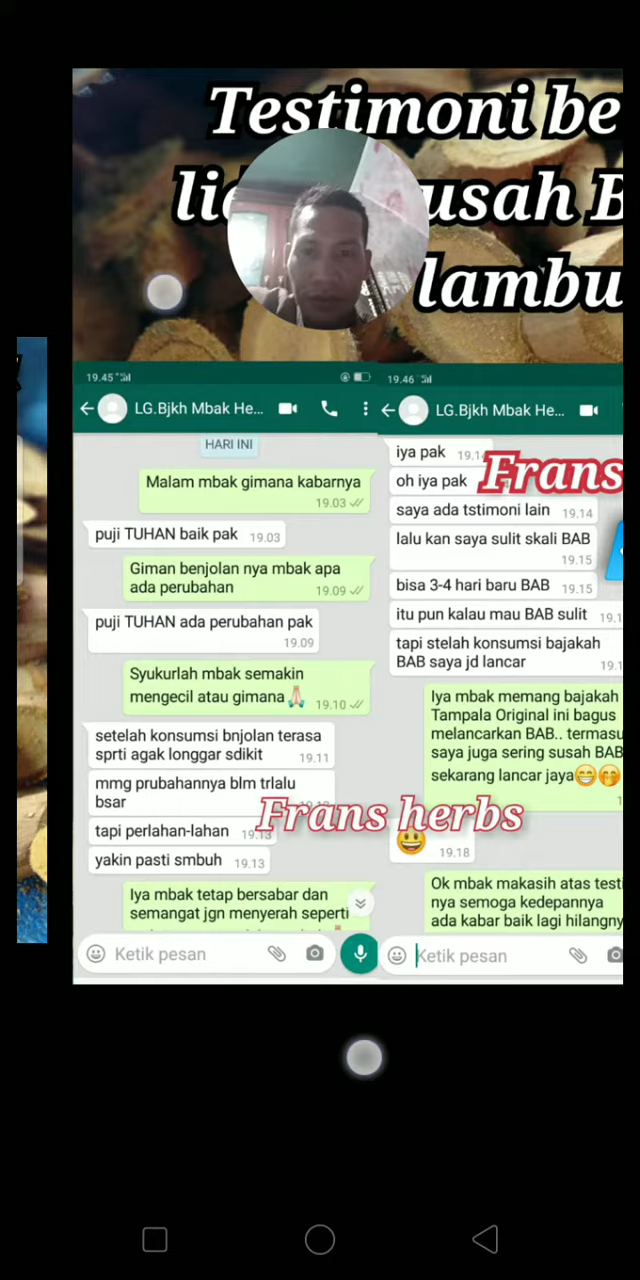 Testimoni be
usah B
lambu
19.45
LG.Bjkh Mbak He...
HARI INI
Malam mbak gimana kabarnya
19.03
puji TUHAN baik pak 19.03
Giman benjolan nya mbak apa
ada perubahan
19.09
puji TUHAN ada perubahan pak
19.09
Syukurlah mbak semakin
mengecil atau gimana🙏
19.10
setelah konsumsi bnjolan terasa
sprti agak longgar sdikit 19.11
mmg prubahannya blm trlalu
bsar
tapi perlahan-lahan 19.13
yakin pasti smbuh 19.13
Iya mbak tetap bersabar dan
semangat jgn menyerah seperti
Ketik pesan
19.46
LG.Bjkh Mbak He...
iya pak 19.14
oh iya pak
Frans
saya ada tstimoni lain 19.14
lalu kan saya sulit skali BAB
19.15
bisa 3-4 hari baru BAB 19.15
itu pun kalau mau BAB sulit 19.1
tapi stelah konsumsi bajakah
BAB saya jd lancar 19.1
Iya mbak memang bajakah
Tampala Original ini bagus
melancarkan BAB.. termasu
saya juga sering susah BAB
sekarang lancar jaya😁🤭
Frans herbs
😃 19.18
Ok mbak makasih atas testi
nya semoga kedepannya
ada kabar baik lagi hilangny
Ketik pesan